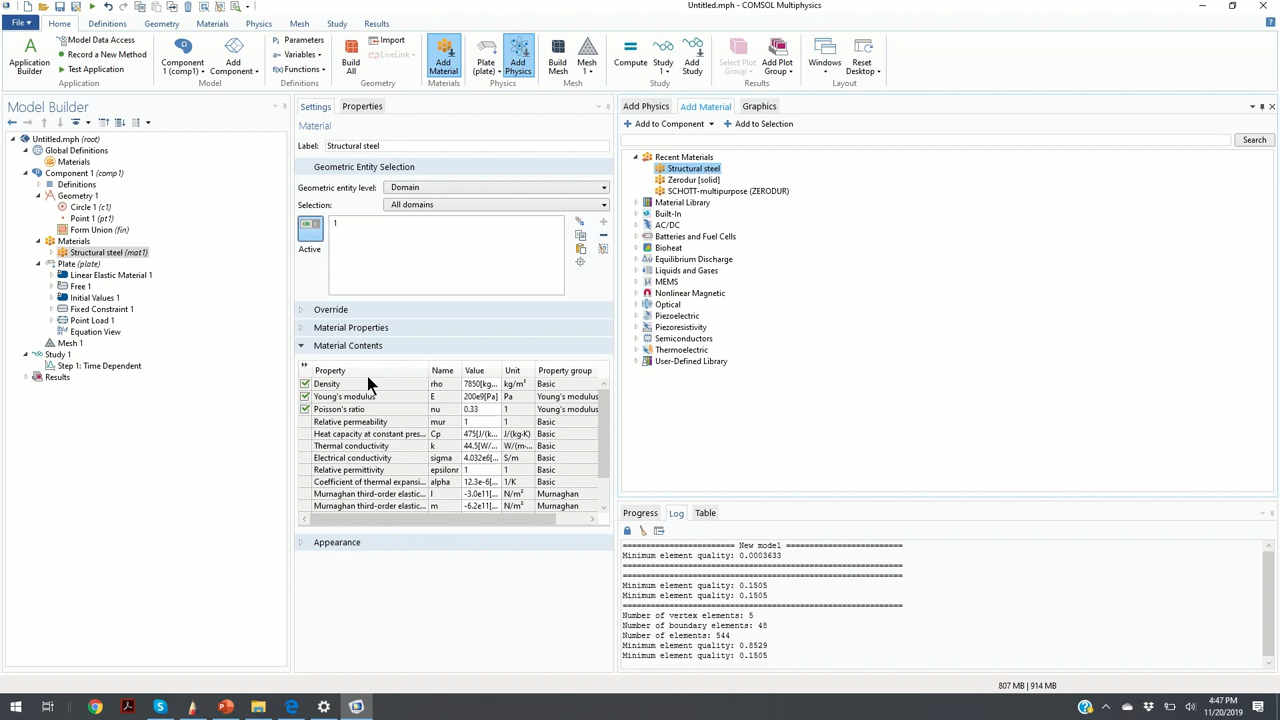 Untitled.mph - COMSOL Multiphysics
File
Home
Definitions
Geometry
Materials
Physics
Mesh
Study
Results
Application Builder
Model Data Access
Record a New Method
Test Application
Application
Component 1 (comp1)
Add Component
Model
Parameters
Variables
Functions
Definitions
Build All
Import
LiveLink
Geometry
Add Material
Materials
Plate (plate)
Add Physics
Physics
Build Mesh
Mesh 1
Mesh
Compute
Study 1
Add Study
Study
Select Plot Group
Add Plot Group
Results
Windows
Reset Desktop
Layout
Model Builder
Untitled.mph (root)
Global Definitions
Materials
Component 1 (comp1)
Definitions
Geometry 1
Circle 1 (c1)
Point 1 (pt1)
Form Union (fin)
Materials
Structural steel (mat1)
Plate (plate)
Linear Elastic Material 1
Free 1
Initial Values 1
Fixed Constraint 1
Point Load 1
Equation View
Mesh 1
Study 1
Step 1: Time Dependent
Results
Settings
Properties
Material
Label: Structural steel
Geometric Entity Selection
Geometric entity level: Domain
Selection: All domains
1
Active
Override
Material Properties
Material Contents
Property Name Value Unit Property group
Density rho 7850[kg... kg/m³ Basic
Young's modulus E 200e9[Pa] Pa Young's modulus
Poisson's ratio nu 0.33 1 Young's modulus
Relative permeability mur 1 1 Basic
Heat capacity at constant pres... Cp 475[J/(k... J/(kg·K) Basic
Thermal conductivity k 44.5[W/... W/(m·... Basic
Electrical conductivity sigma 4.032e6[... S/m Basic
Relative permittivity epsilonr 1 1 Basic
Coefficient of thermal expansi... alpha 12.3e-6[... 1/K Basic
Murnaghan third-order elastic... l -3.0e11[... N/m² Murnaghan
Murnaghan third-order elastic... m -6.2e11[... N/m² Murnaghan
Appearance
Add Physics
Add Material
Graphics
Add to Component
Add to Selection
Search
Recent Materials
Structural steel
Zerodur [solid]
SCHOTT-multipurpose (ZERODUR)
Material Library
Built-In
AC/DC
Batteries and Fuel Cells
Bioheat
Equilibrium Discharge
Liquids and Gases
MEMS
Nonlinear Magnetic
Optical
Piezoelectric
Piezoresistivity
Semiconductors
Thermoelectric
User-Defined Library
Progress
Log
Table
======================== New model =========================
Minimum element quality: 0.0003633
============================================================
============================================================
Minimum element quality: 0.1505
Minimum element quality: 0.1505
============================================================
Number of vertex elements: 5
Number of boundary elements: 48
Number of elements: 544
Minimum element quality: 0.8529
Minimum element quality: 0.1505
807 MB | 914 MB
4:47 PM
11/20/2019